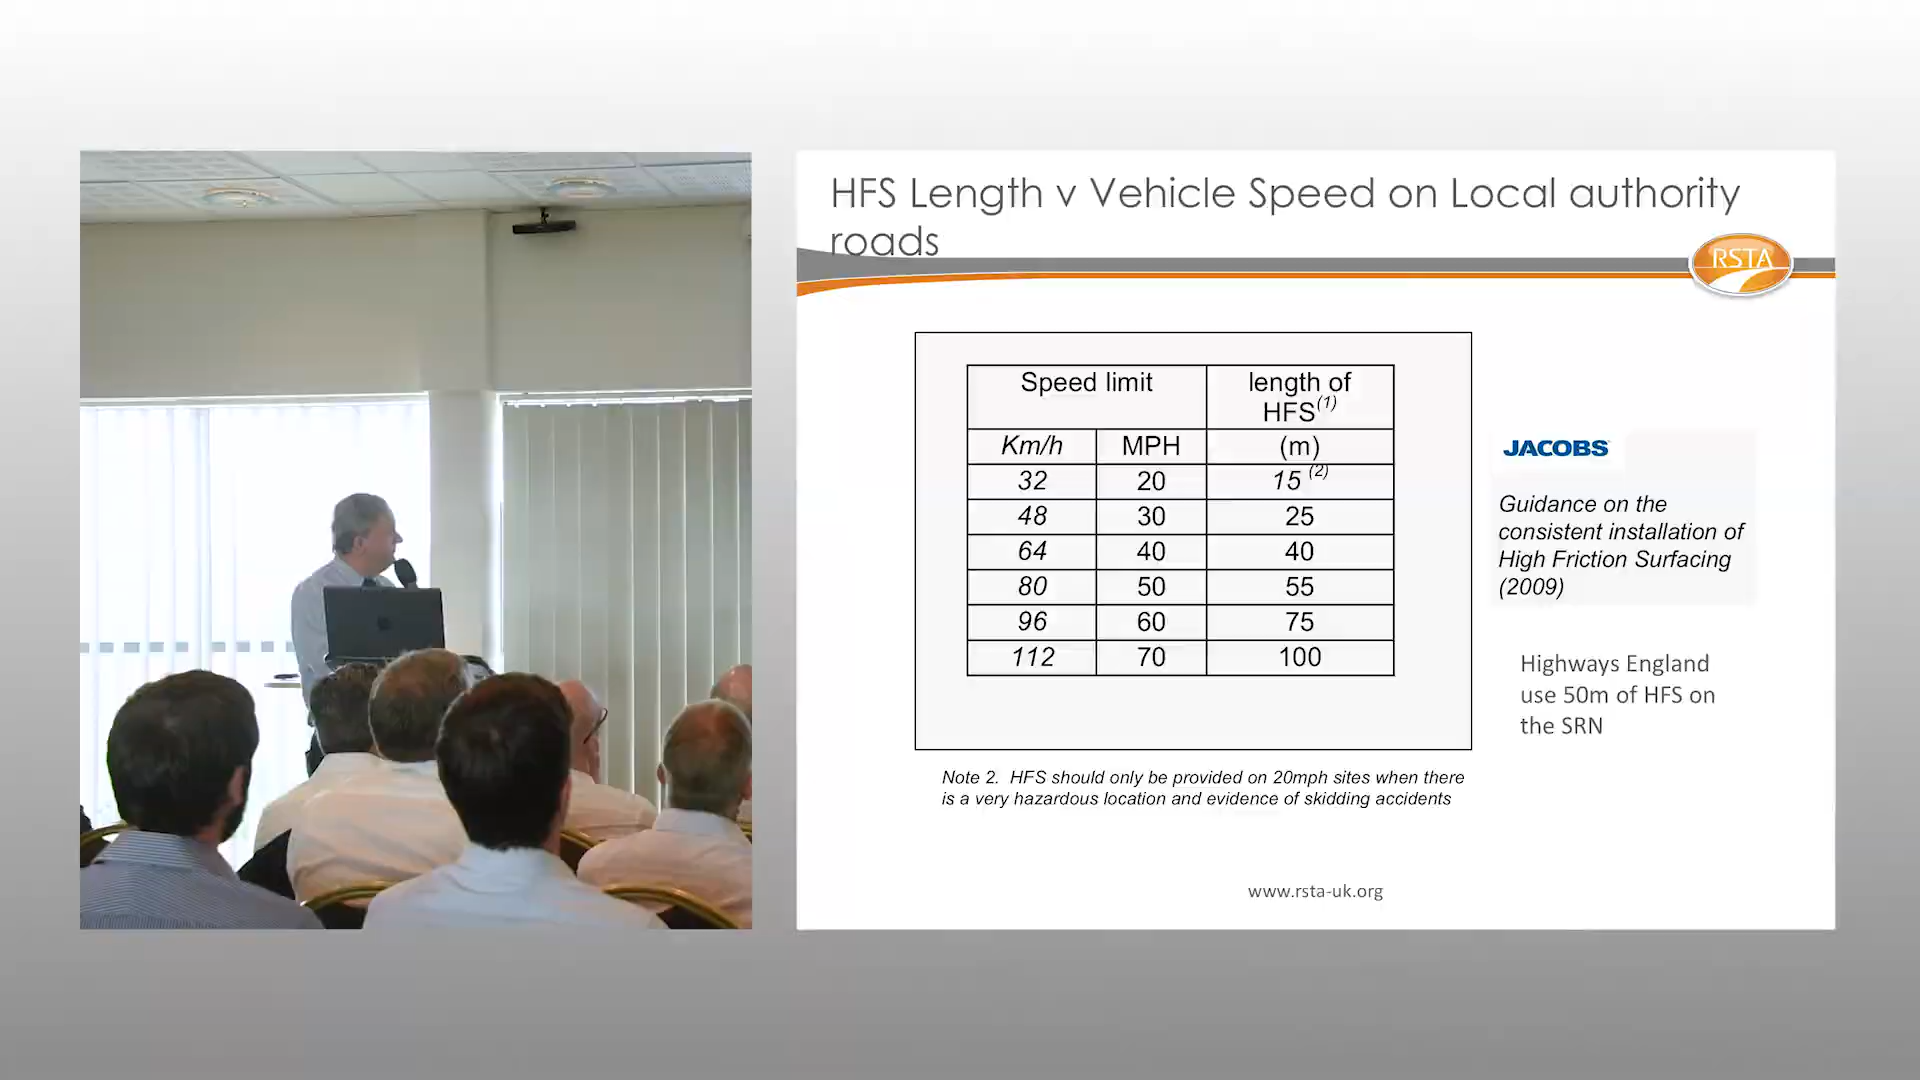 HFS Length v Vehicle Speed on Local authority
roads
RSTA
Speed limit
length of
HFS(1)
Km/h MPH (m)
32 20 15 (2)
48 30 25
64 40 40
80 50 55
96 60 75
112 70 100
JACOBS
Guidance on the
consistent installation of
High Friction Surfacing
(2009)
Highways England
use 50m of HFS on
the SRN
Note 2. HFS should only be provided on 20mph sites when there
is a very hazardous location and evidence of skidding accidents
www.rsta-uk.org